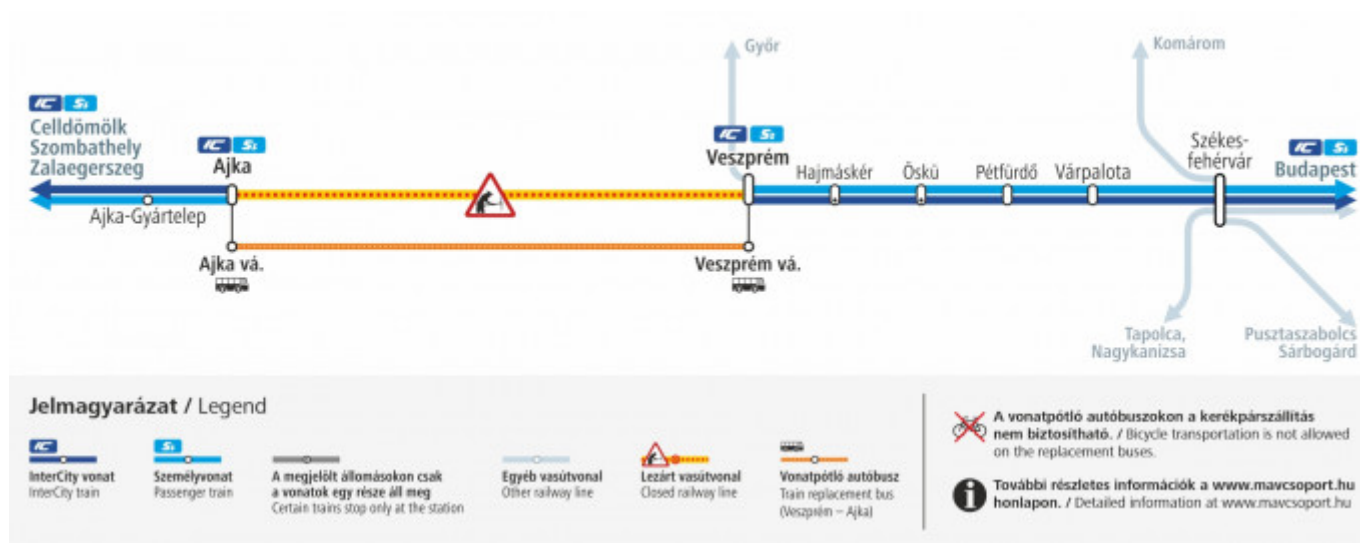 Győr
Komárom
IC Sz
Celldömölk
Szombathely
Zalaegerszeg
IC Sz
Ajka
IC Sz
Veszprém
Hajmáskér
Öskü
Pétfürdő
Várpalota
Székes-
fehérvár
IC Sz
Budapest
Ajka-Gyártelep
Ajka vá.
Veszprém vá.
Tapolca,
Nagykanizsa
Pusztaszabolcs
Sárbogárd
Jelmagyarázat / Legend
IC
InterCity vonat
InterCity train
Sz
Személyvonat
Passenger train
A megjelölt állomásokon csak
a vonatok egy része áll meg
Certain trains stop only at the station
Egyéb vasútvonal
Other railway line
Lezárt vasútvonal
Closed railway line
Vonatpótló autóbusz
Train replacement bus
(Veszprém – Ajka)
A vonatpótló autóbuszokon a kerékpárszállítás
nem biztosítható. / Bicycle transportation is not allowed
on the replacement buses.
További részletes információk a www.mavcsoport.hu
honlapon. / Detailed information at www.mavcsoport.hu